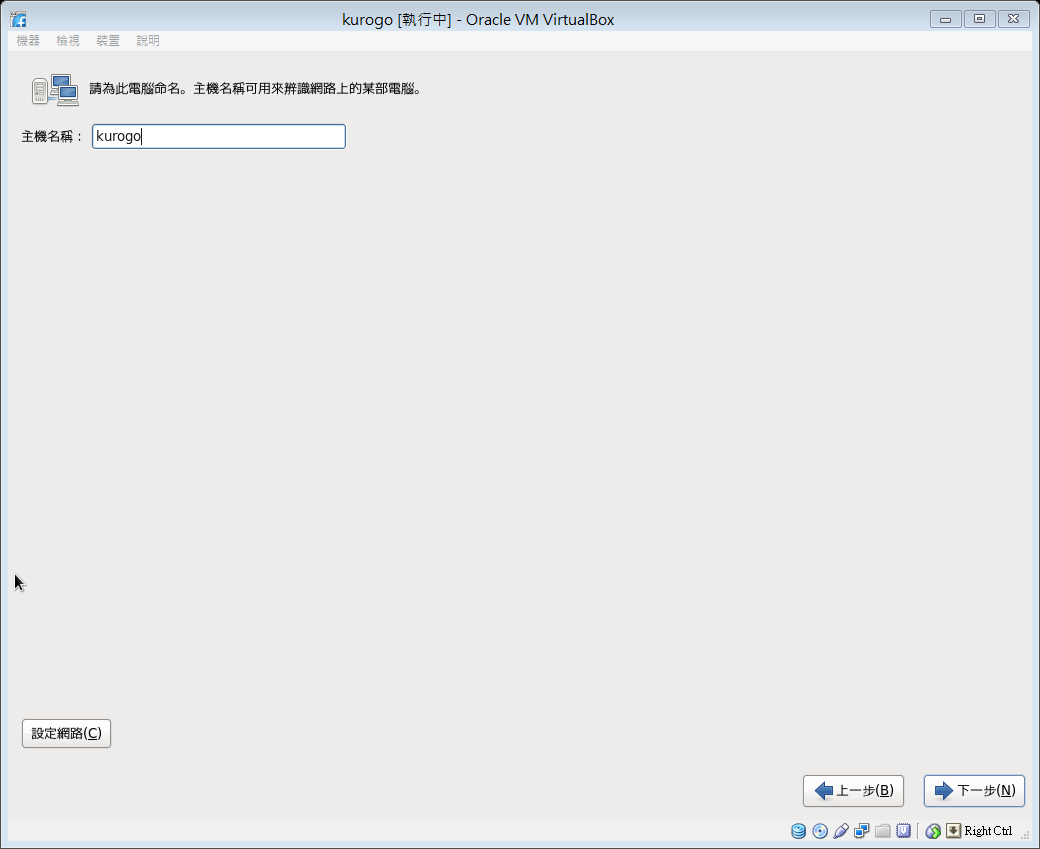 kurogo [執行中] - Oracle VM VirtualBox
機器 檢視 裝置 說明
請為此電腦命名。主機名稱可用來辨識網路上的某部電腦。
主機名稱： kurogo
設定網路(C)
上一步(B) 下一步(N)
Right Ctrl